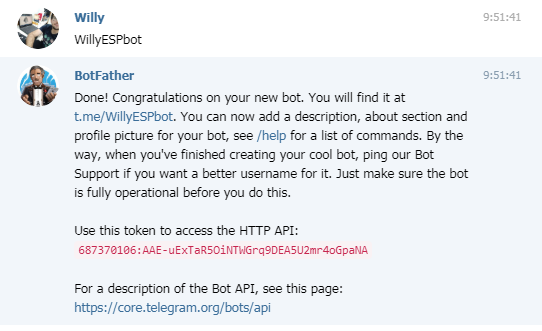 Willy 9:51:41
WillyESPbot
BotFather 9:51:41
Done! Congratulations on your new bot. You will find it at
t.me/WillyESPbot. You can now add a description, about section and
profile picture for your bot, see /help for a list of commands. By the
way, when you've finished creating your cool bot, ping our Bot
Support if you want a better username for it. Just make sure the bot
is fully operational before you do this.
Use this token to access the HTTP API:
687370106:AAE-uExTaR5OiNTWGrq9DEA5U2mr4oGpaNA
For a description of the Bot API, see this page:
https://core.telegram.org/bots/api